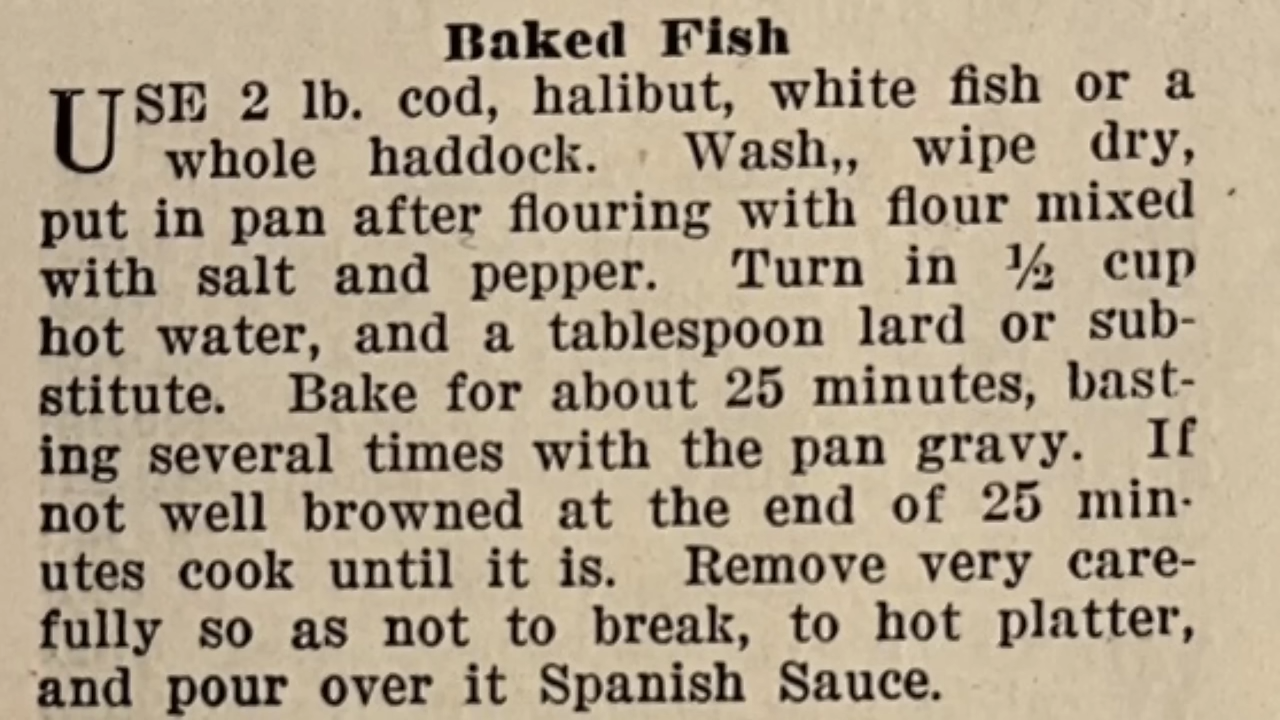 Baked Fish
USE 2 lb. cod, halibut, white fish or a
whole haddock. Wash,, wipe dry,
put in pan after flouring with flour mixed
with salt and pepper. Turn in ½ cup
hot water, and a tablespoon lard or sub-
stitute. Bake for about 25 minutes, bast-
ing several times with the pan gravy. If
not well browned at the end of 25 min-
utes cook until it is. Remove very care-
fully so as not to break, to hot platter,
and pour over it Spanish Sauce.